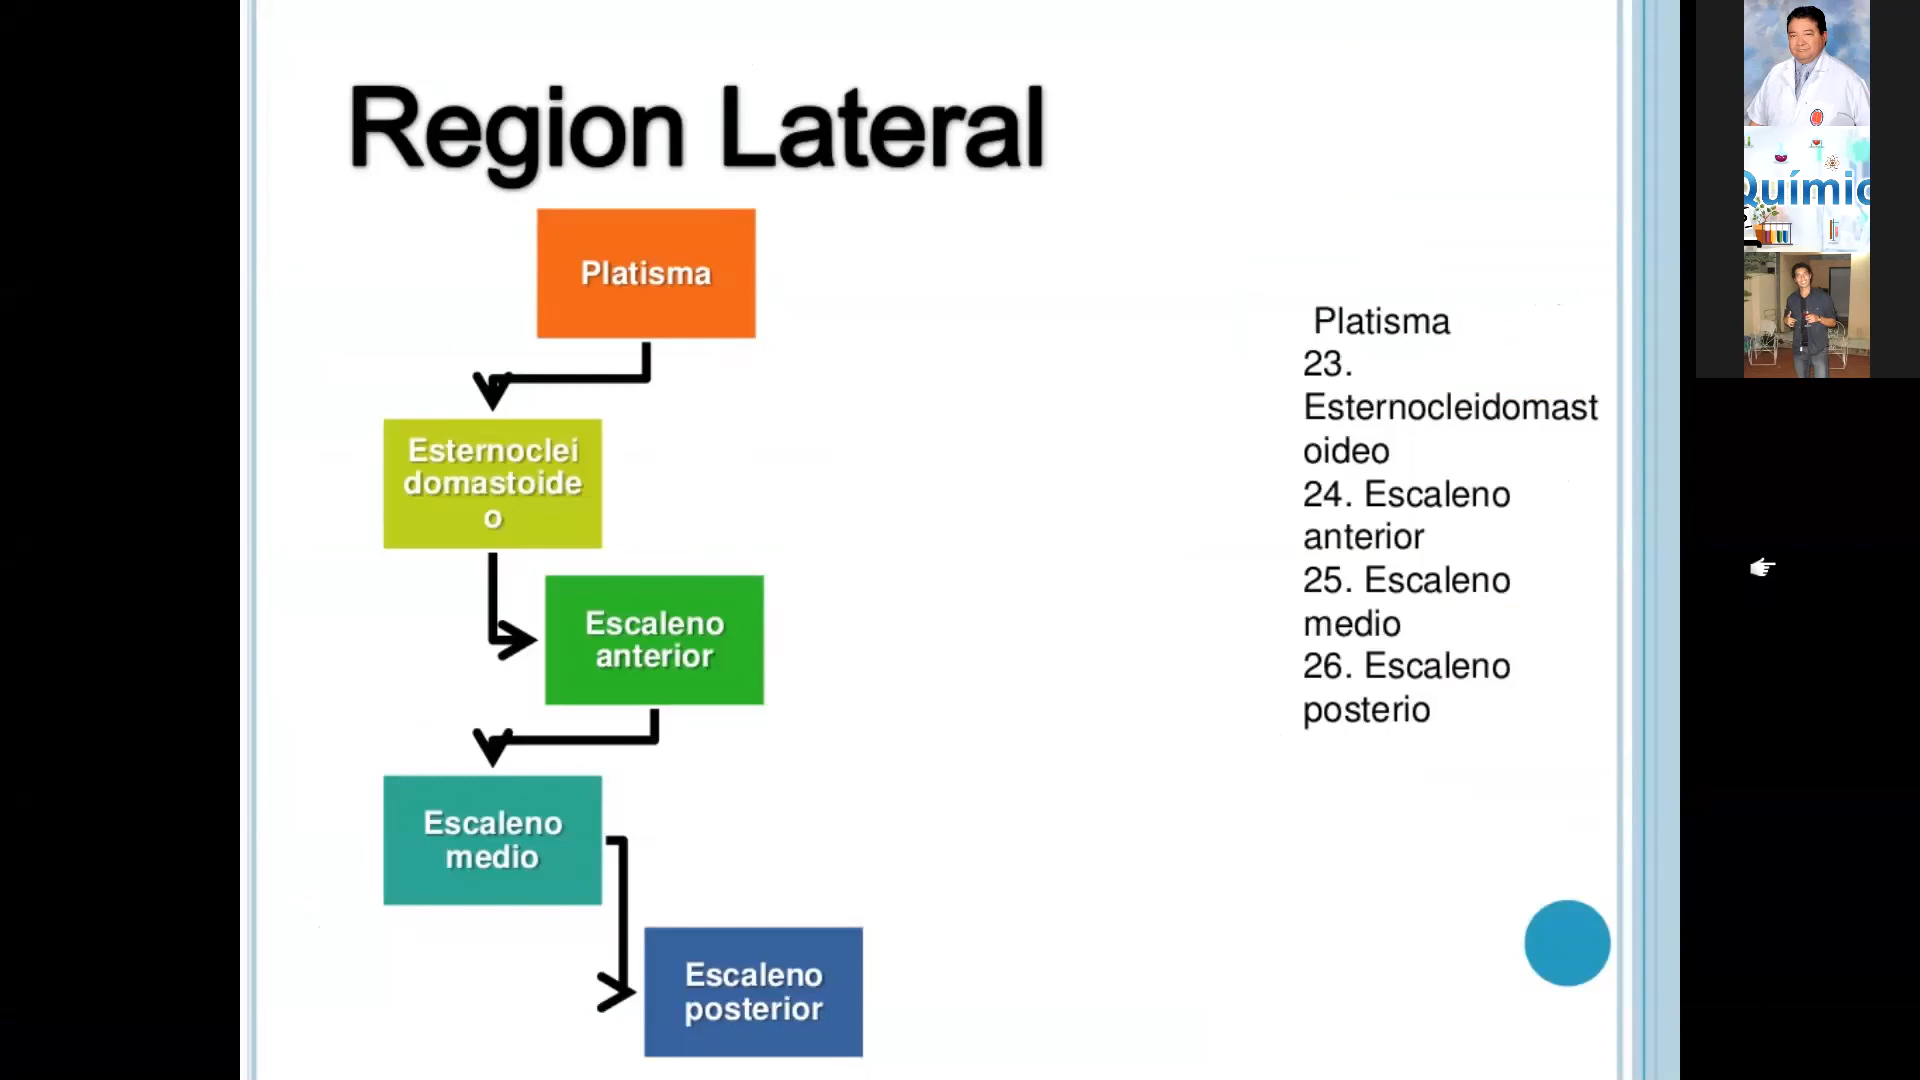 Region Lateral
Platisma
Esternoclei
domastoide
o
Escaleno
anterior
Escaleno
medio
Escaleno
posterior
Platisma
23.
Esternocleidomast
oideo
24. Escaleno
anterior
25. Escaleno
medio
26. Escaleno
posterio
Químic